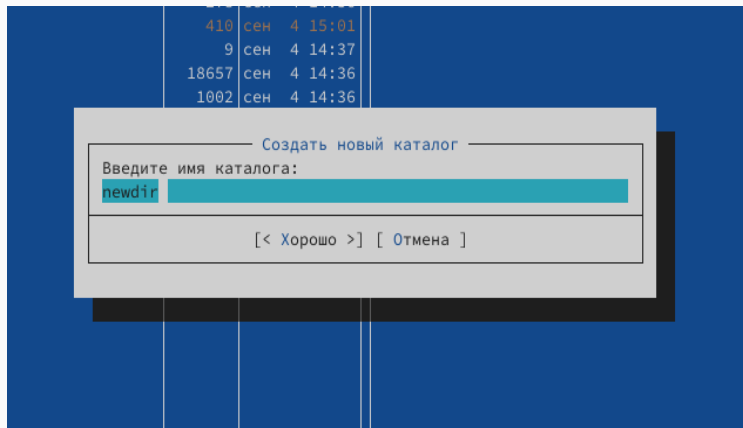 410 сен 4 15:01
9 сен 4 14:37
18657 сен 4 14:36
1002 сен 4 14:36
Создать новый каталог
Введите имя каталога:
newdir
[< Хорошо >] [ Отмена ]